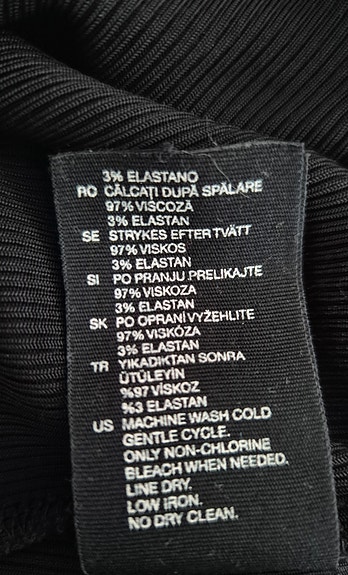 3% ELASTANO
RO CĂLCAȚI DUPĂ SPĂLARE
97% VISCOZĂ
3% ELASTAN
SE STRYKES EFTER TVÄTT
97% VISKOS
3% ELASTAN
SI PO PRANJU PRELIKAJTE
97% VISKOZA
3% ELASTAN
SK PO OPRANÍ VYŽEHLITE
97% VISKÓZA
3% ELASTAN
TR YIKADIKTAN SONRA
ÜTÜLEYİN
%97 VİSKOZ
%3 ELASTAN
US MACHINE WASH COLD
GENTLE CYCLE.
ONLY NON-CHLORINE
BLEACH WHEN NEEDED.
LINE DRY.
LOW IRON.
NO DRY CLEAN.